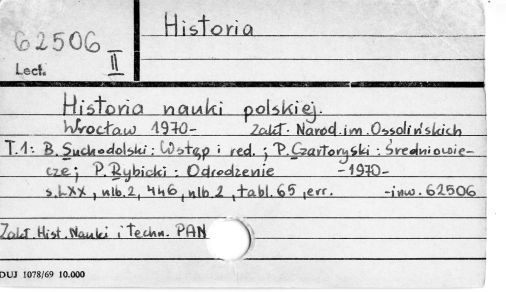 Historia
62506
II
Lect.
Historia nauki polskiej.
Wrocław 1970- Zakł. Narod. im. Ossolińskich
T.1: B. Suchodolski: Wstęp i red.; P. Czartoryski: Średniowie-
cze; P. Rybicki: Odrodzenie -1970-
s. LXX, nlb. 2, 446, nlb. 2, tabl. 65, err. -inw. 62506
Zakł. Hist. Nauki i Techn. PAN
DUJ 1078/69 10.000